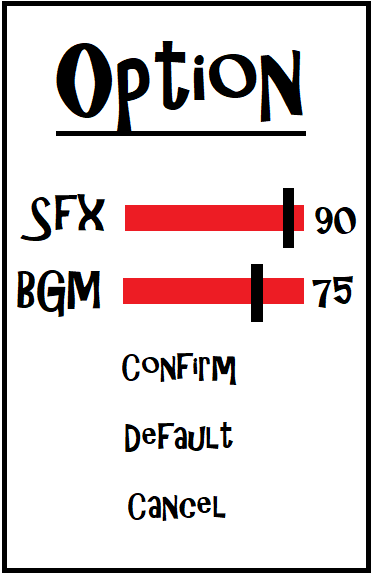 Option
SFX 90
BGM 75
Confirm
Default
Cancel